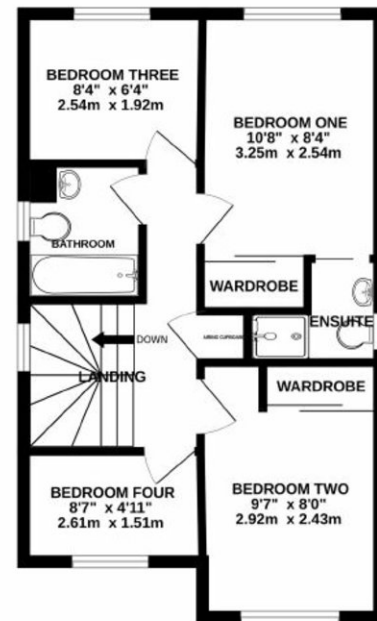 BEDROOM THREE
8'4" x 6'4"
2.54m x 1.92m
BEDROOM ONE
10'8" x 8'4"
3.25m x 2.54m
BATHROOM
WARDROBE
DOWN
ENSUITE
LANDING
WARDROBE
BEDROOM FOUR
8'7" x 4'11"
2.61m x 1.51m
BEDROOM TWO
9'7" x 8'0"
2.92m x 2.43m